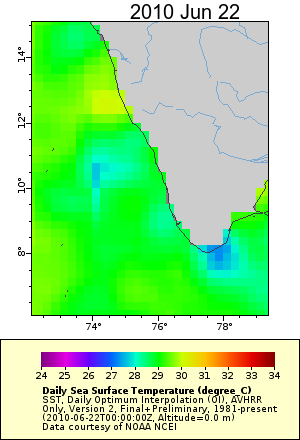 2010 Jun 22
14°
12°
10°
8°
74° 76° 78°
24 25 26 27 28 29 30 31 32 33 34
Daily Sea Surface Temperature (degree_C)
SST, Daily Optimum Interpolation (OI), AVHRR
Only, Version 2, Final+Preliminary, 1981-present
(2010-06-22T00:00:00Z, Altitude=0.0 m)
Data courtesy of NOAA NCEI